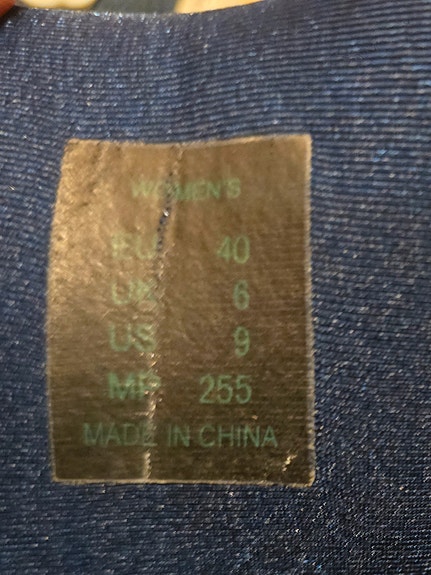 WOMEN'S
EU 40
UK 6
US 9
MP 255
MADE IN CHINA